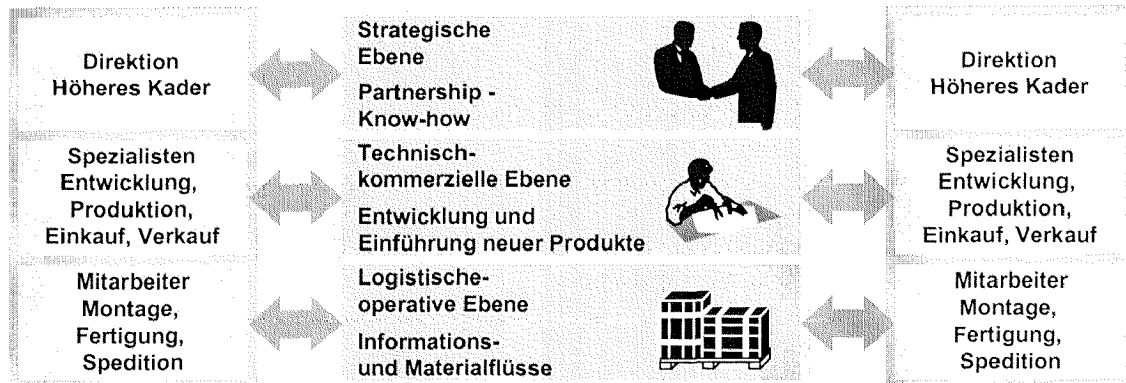 Direktion
Höheres Kader
Strategische
Ebene
Partnership -
Know-how
Direktion
Höheres Kader
Spezialisten
Entwicklung,
Produktion,
Einkauf, Verkauf
Technisch-
kommerzielle Ebene
Entwicklung und
Einführung neuer Produkte
Spezialisten
Entwicklung,
Produktion,
Einkauf, Verkauf
Mitarbeiter
Montage,
Fertigung,
Spedition
Logistische-
operative Ebene
Informations-
und Materialflüsse
Mitarbeiter
Montage,
Fertigung,
Spedition